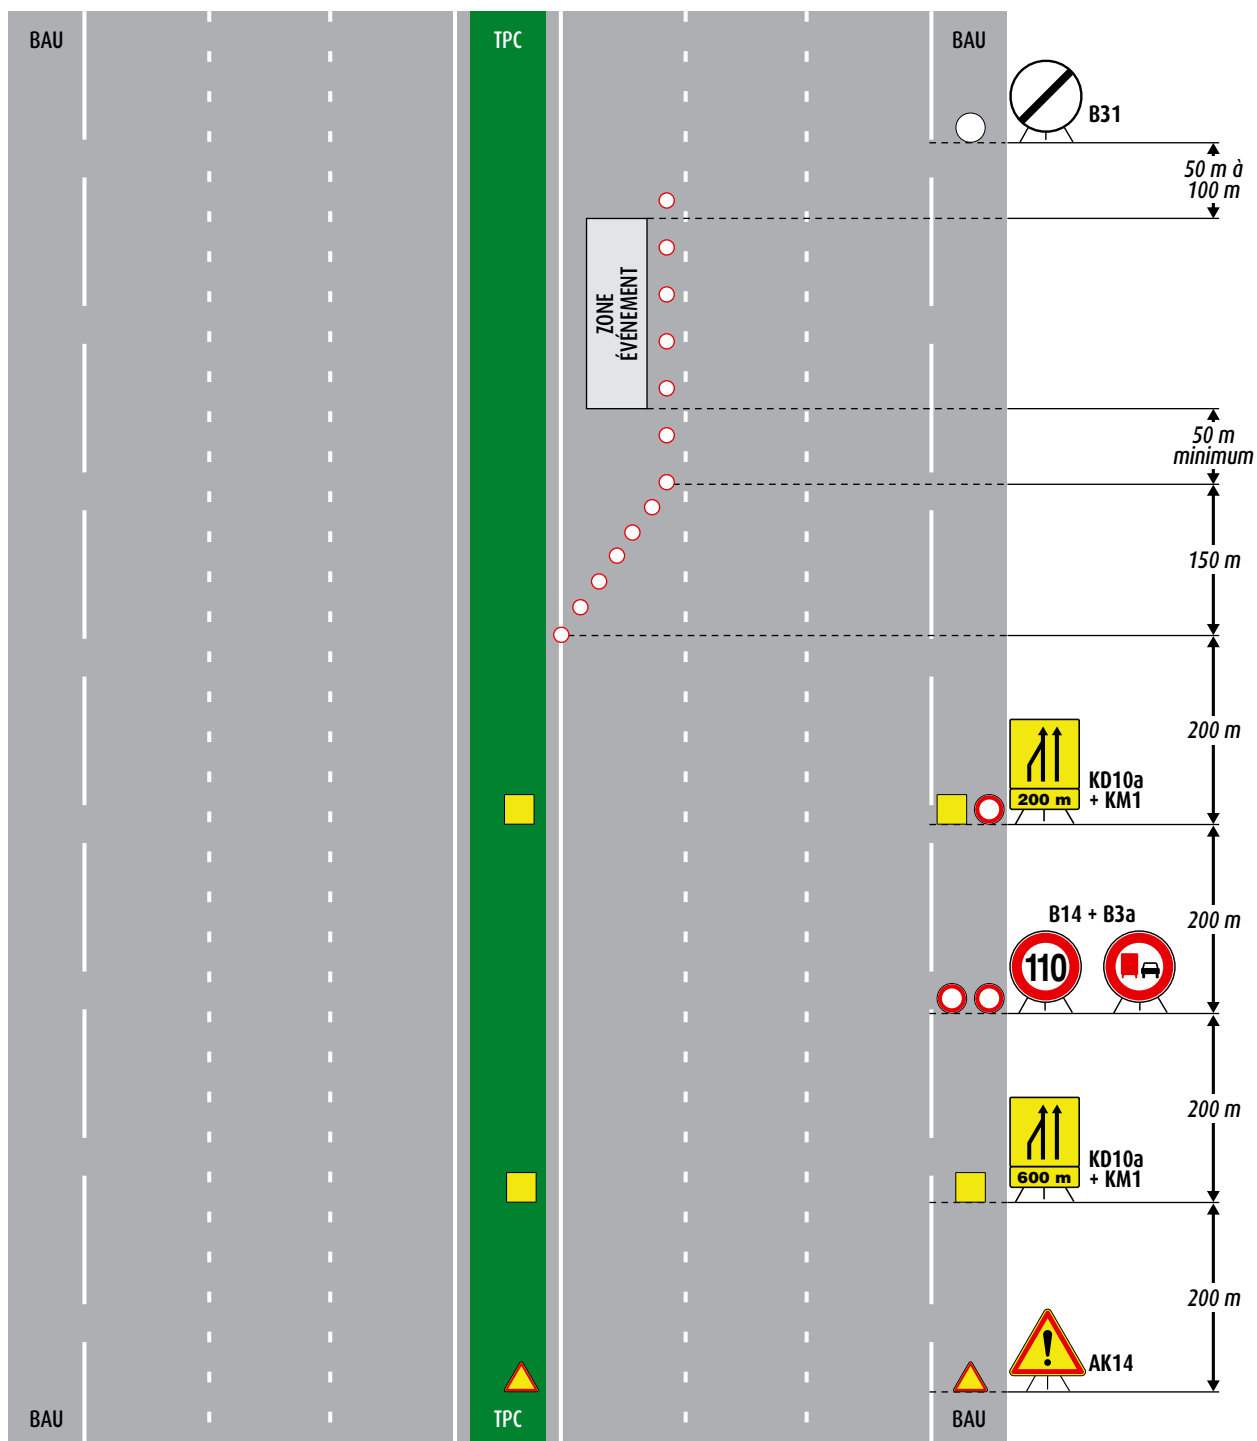 BAU
TPC
BAU
B31
50 m à
100 m
ZONE
ÉVÉNEMENT
50 m
minimum
150 m
200 m
200 m
KD10a
+ KM1
B14 + B3a
110
200 m
200 m
600 m
KD10a
+ KM1
200 m
!
AK14
BAU
TPC
BAU